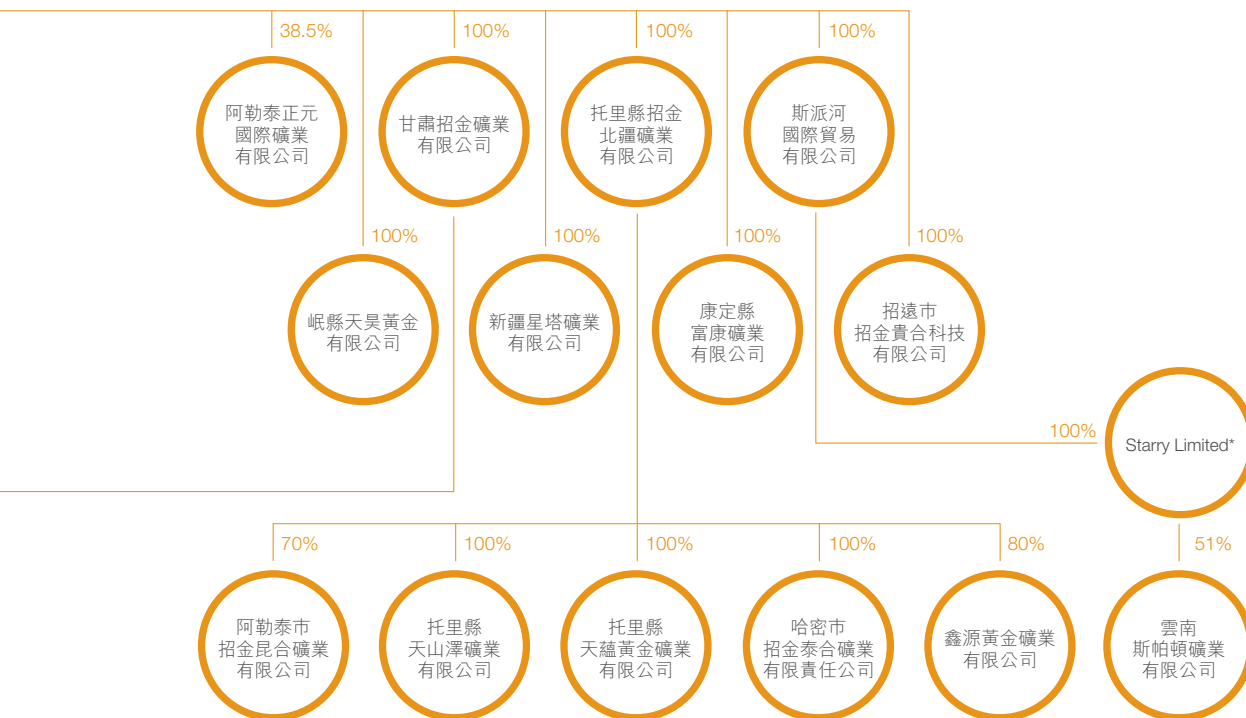 38.5%
100%
100%
100%
阿勒泰正元
國際礦業
有限公司
甘肅招金礦業
有限公司
托里縣招金
北疆礦業
有限公司
斯派河
國際貿易
有限公司
100%
100%
100%
100%
岷縣天昊黃金
有限公司
新疆星塔礦業
有限公司
康定縣
富康礦業
有限公司
招遠市
招金貴合科技
有限公司
100%
Starry Limited*
70%
100%
100%
100%
80%
51%
阿勒泰市
招金昆合礦業
有限公司
托里縣
天山澤礦業
有限公司
托里縣
天蘊黃金礦業
有限公司
哈密市
招金泰合礦業
有限責任公司
鑫源黃金礦業
有限公司
雲南
斯帕頓礦業
有限公司